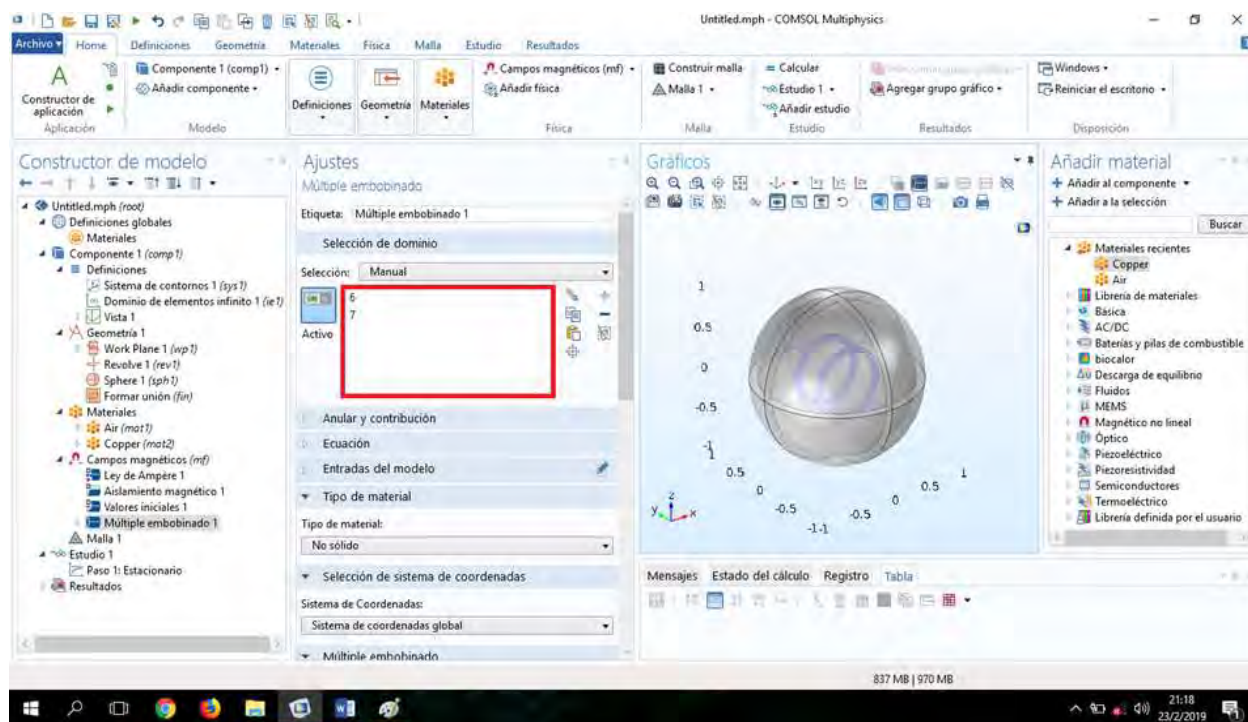 Untitled.mph - COMSOL Multiphysics
Archivo Home Definiciones Geometría Materiales Física Malla Estudio Resultados
Constructor de aplicación
Aplicación
Componente 1 (comp1)
Añadir componente
Modelo
Definiciones Geometría Materiales
Campos magnéticos (mf)
Añadir física
Física
Construir malla
Malla 1
Malla
= Calcular
Estudio 1
Añadir estudio
Estudio
Agregar grupo gráfico
Resultados
Windows
Reiniciar el escritorio
Disposición
Constructor de modelo
Untitled.mph (root)
Definiciones globales
Materiales
Componente 1 (comp1)
Definiciones
Sistema de contornos 1 (sys1)
Dominio de elementos infinito 1 (ie1)
Vista 1
Geometría 1
Work Plane 1 (wp1)
Revolve 1 (rev1)
Sphere 1 (sph1)
Formar unión (fin)
Materiales
Air (mat1)
Copper (mat2)
Campos magnéticos (mf)
Ley de Ampère 1
Aislamiento magnético 1
Valores iniciales 1
Múltiple embobinado 1
Malla 1
Estudio 1
Paso 1: Estacionario
Resultados
Ajustes
Múltiple embobinado
Etiqueta: Múltiple embobinado 1
Selección de dominio
Selección: Manual
6
7
Activo
Anular y contribución
Ecuación
Entradas del modelo
Tipo de material
Tipo de material:
No sólido
Selección de sistema de coordenadas
Sistema de Coordenadas:
Sistema de coordenadas global
Múltiple embobinado
Gráficos
1
0.5
0
-0.5
-1
1
0.5
0
-0.5
-1 -1
-0.5
0
0.5
1
z
y
x
Mensajes Estado del cálculo Registro Tabla
Añadir material
+ Añadir al componente
+ Añadir a la selección
Buscar
Materiales recientes
Copper
Air
Librería de materiales
Básica
AC/DC
Baterías y pilas de combustible
biocalor
Descarga de equilibrio
Fluidos
MEMS
Magnético no lineal
Óptico
Piezoeléctrico
Piezoresistividad
Semiconductores
Termoeléctrico
Librería definida por el usuario
837 MB | 970 MB
21:18
23/2/2019